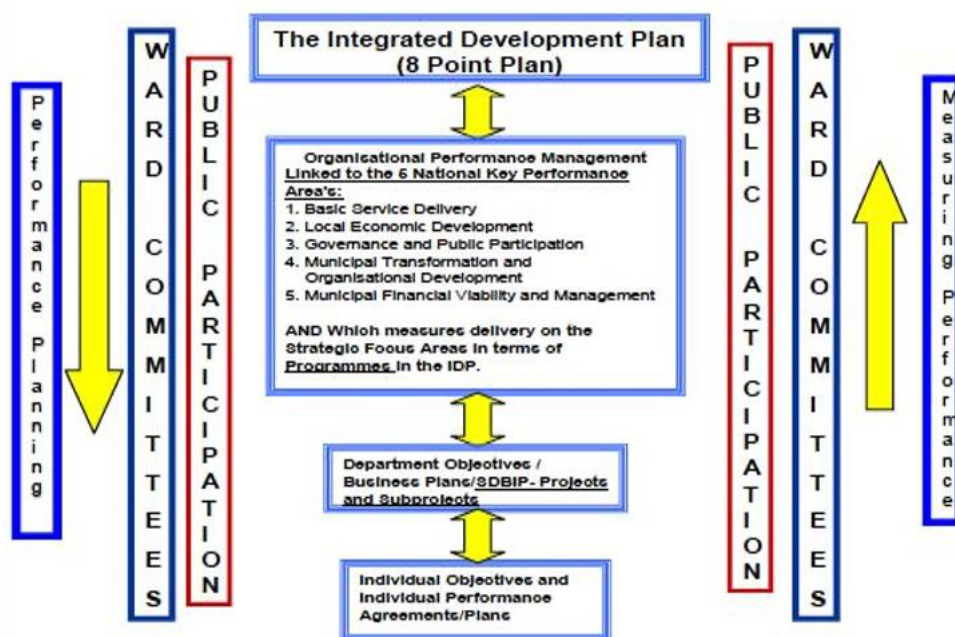 Performance Planning
WARD COMMITTEES
PUBLIC PARTICIPATION
The Integrated Development Plan
(8 Point Plan)
Organisational Performance Management
Linked to the 5 National Key Performance
Area's:
1. Basic Service Delivery
2. Local Economic Development
3. Governance and Public Participation
4. Municipal Transformation and
Organisational Development
5. Municipal Financial Viability and Management
AND Which measures delivery on the
Strategic Focus Areas in terms of
Programmes in the IDP.
Department Objectives /
Business Plans/SDBIP- Projects
and Subprojects
Individual Objectives and
Individual Performance
Agreements/Plans
PUBLIC PARTICIPATION
WARD COMMITTEES
Measuring Performance